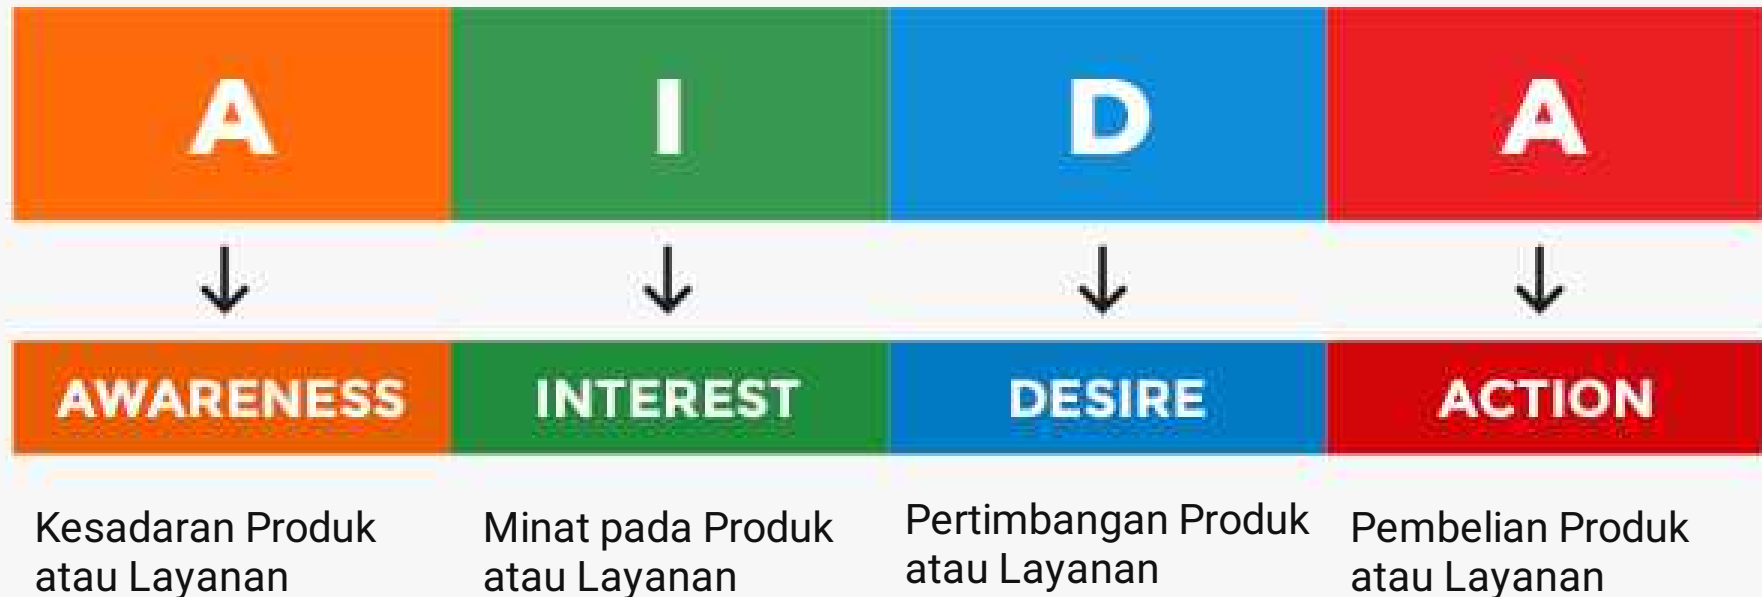 A
I
D
A
AWARENESS
INTEREST
DESIRE
ACTION
Kesadaran Produk
atau Layanan
Minat pada Produk
atau Layanan
Pertimbangan Produk
atau Layanan
Pembelian Produk
atau Layanan